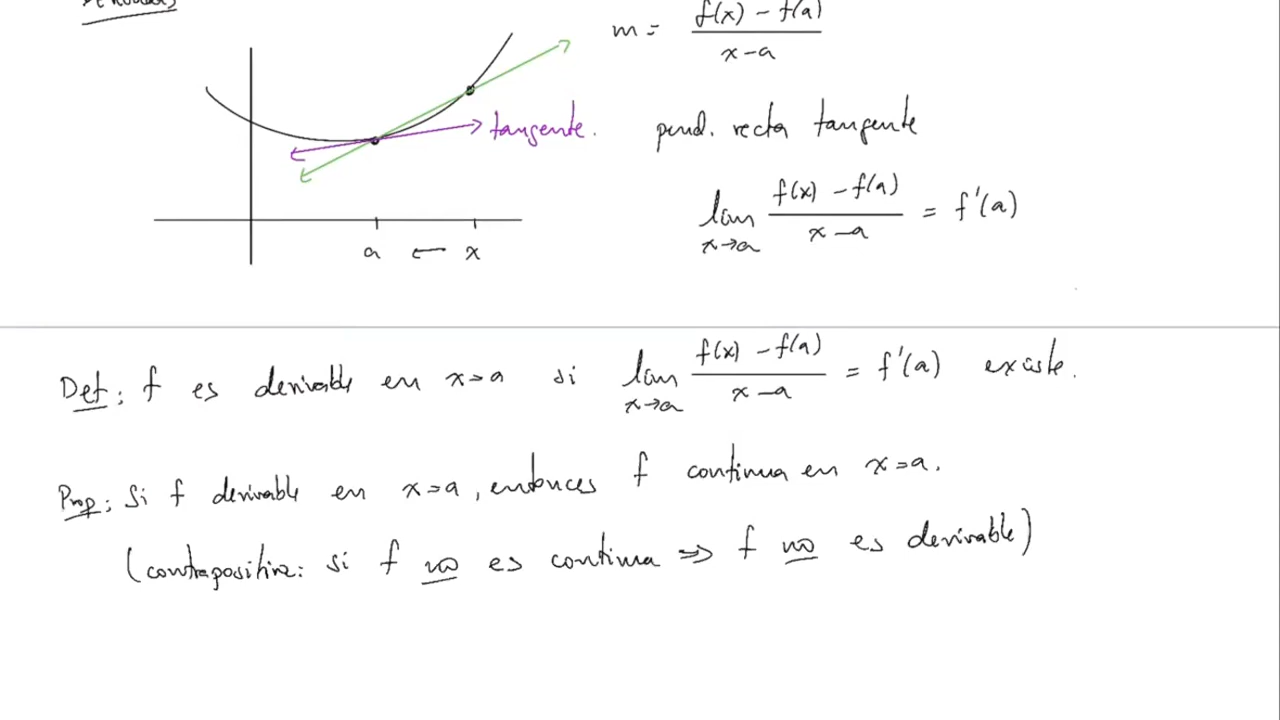 m = f(x) - f(a) / x-a
tangente.
pend. recta tangente
lim x→a f(x) - f(a) / x-a = f'(a)
a ← x
Def: f es derivable en x=a si lim x→a f(x) - f(a) / x-a = f'(a) existe.
Prop: Si f derivable en x=a, entonces f continua en x=a.
(contrapositiva: si f no es continua => f no es derivable)